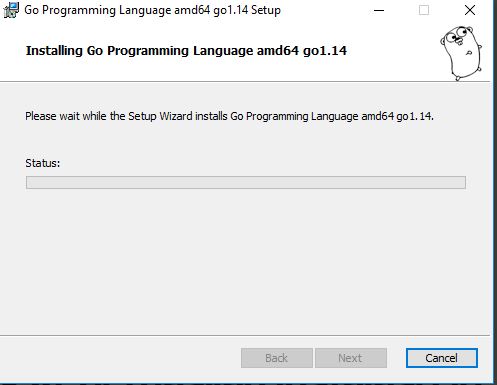 Go Programming Language amd64 go1.14 Setup
Installing Go Programming Language amd64 go1.14
Please wait while the Setup Wizard installs Go Programming Language amd64 go1.14.
Status:
Back Next Cancel